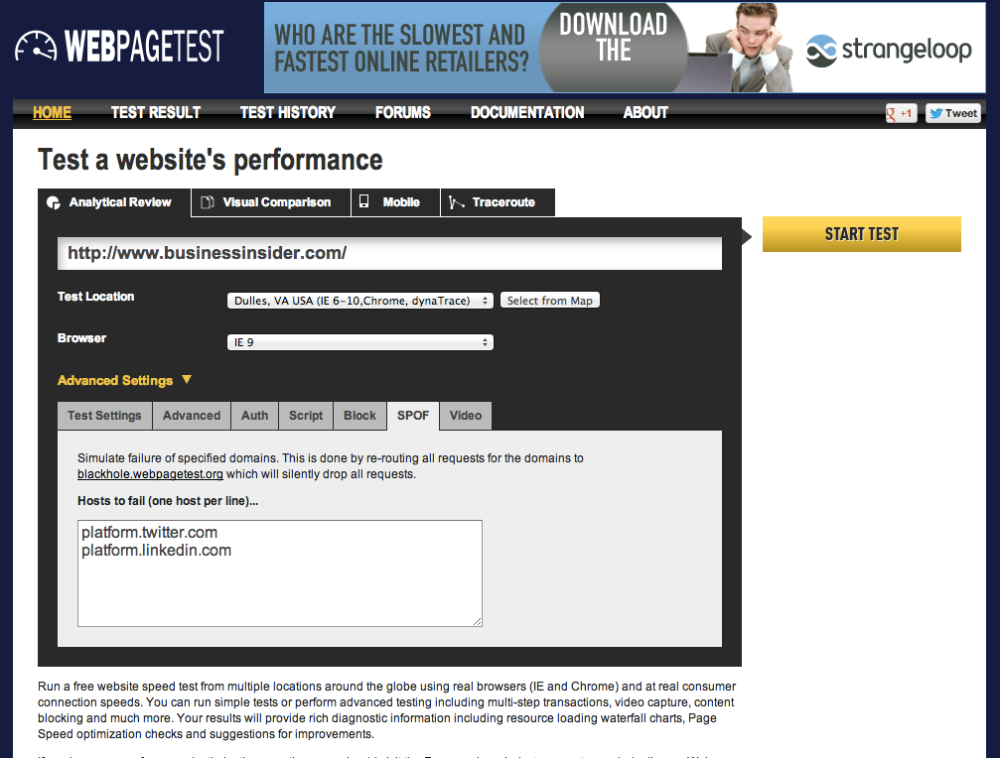 WEBPAGETEST
WHO ARE THE SLOWEST AND
FASTEST ONLINE RETAILERS?
DOWNLOAD
THE
strangeloop
HOME TEST RESULT TEST HISTORY FORUMS DOCUMENTATION ABOUT
g +1 Tweet
Test a website's performance
Analytical Review Visual Comparison Mobile Traceroute
START TEST
http://www.businessinsider.com/
Test Location Dulles, VA USA (IE 6-10,Chrome, dynaTrace) Select from Map
Browser IE 9
Advanced Settings ▼
Test Settings Advanced Auth Script Block SPOF Video
Simulate failure of specified domains. This is done by re-routing all requests for the domains to
blackhole.webpagetest.org which will silently drop all requests.
Hosts to fail (one host per line)...
platform.twitter.com
platform.linkedin.com
Run a free website speed test from multiple locations around the globe using real browsers (IE and Chrome) and at real consumer
connection speeds. You can run simple tests or perform advanced testing including multi-step transactions, video capture, content
blocking and much more. Your results will provide rich diagnostic information including resource loading waterfall charts, Page
Speed optimization checks and suggestions for improvements.